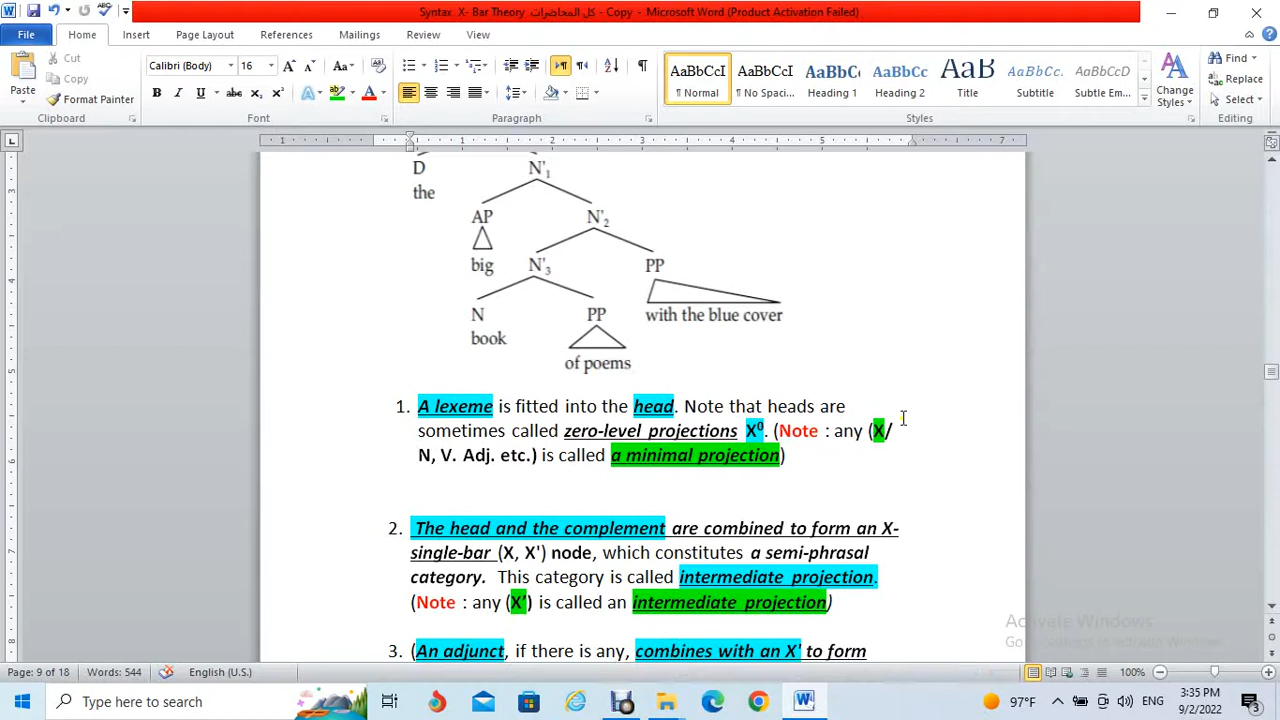 Syntax X- Bar Theory كل المحاضرات - Copy - Microsoft Word (Product Activation Failed)
File Home Insert Page Layout References Mailings Review View
Cut
Copy
Format Painter
Paste
Clipboard
Calibri (Body) 16
Font
Paragraph
AaBbCcI AaBbCcI AaBbCc AaBbCc AaB AaBbCc. AaBbCcD
¶ Normal ¶ No Spaci... Heading 1 Heading 2 Title Subtitle Subtle Em...
Styles
Change Styles
Find
Replace
Select
Editing
D N'1
the
AP N'2
big N'3 PP
N PP with the blue cover
book
of poems
1. A lexeme is fitted into the head. Note that heads are
sometimes called zero-level projections X0. (Note : any (X/
N, V. Adj. etc.) is called a minimal projection)
2. The head and the complement are combined to form an X-
single-bar (X, X') node, which constitutes a semi-phrasal
category. This category is called intermediate projection.
(Note : any (X′) is called an intermediate projection)
3. (An adjunct, if there is any, combines with an X' to form
Activate Windows
Page: 9 of 18 Words: 544 English (U.S.) 100%
Type here to search
97°F ENG 3:35 PM
9/2/2022